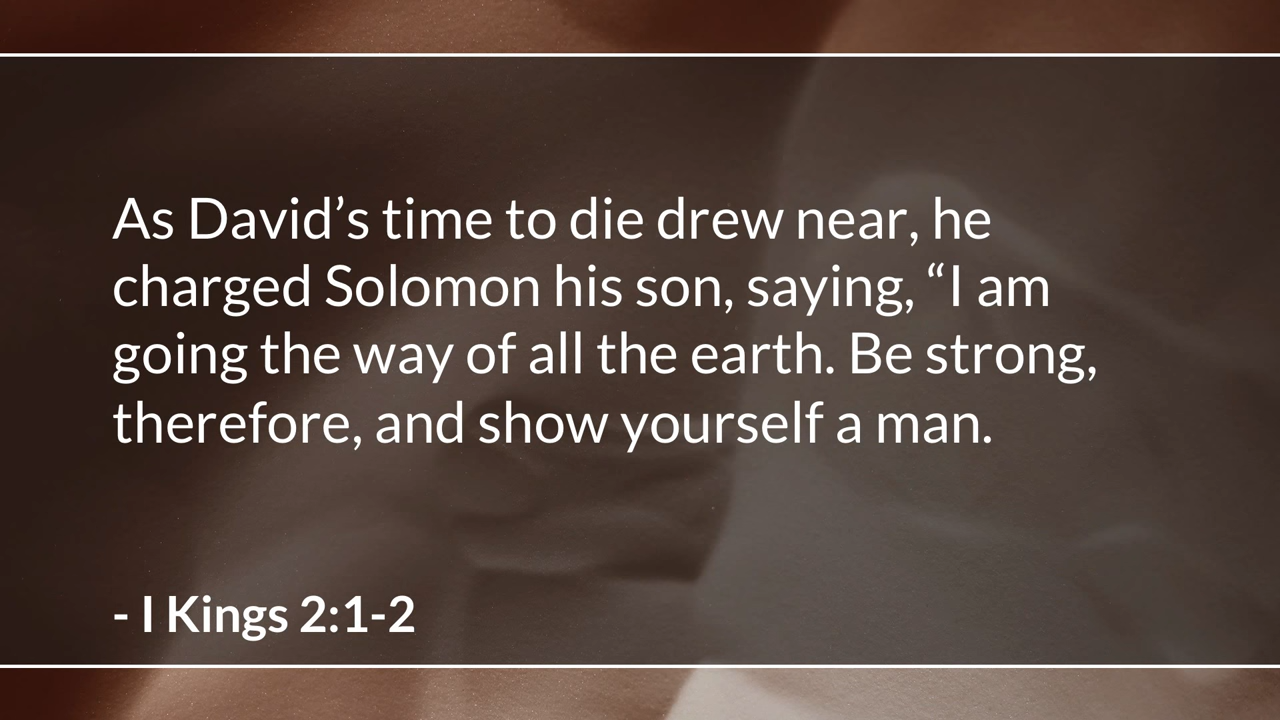 As David’s time to die drew near, he
charged Solomon his son, saying, “I am
going the way of all the earth. Be strong,
therefore, and show yourself a man.
- I Kings 2:1-2